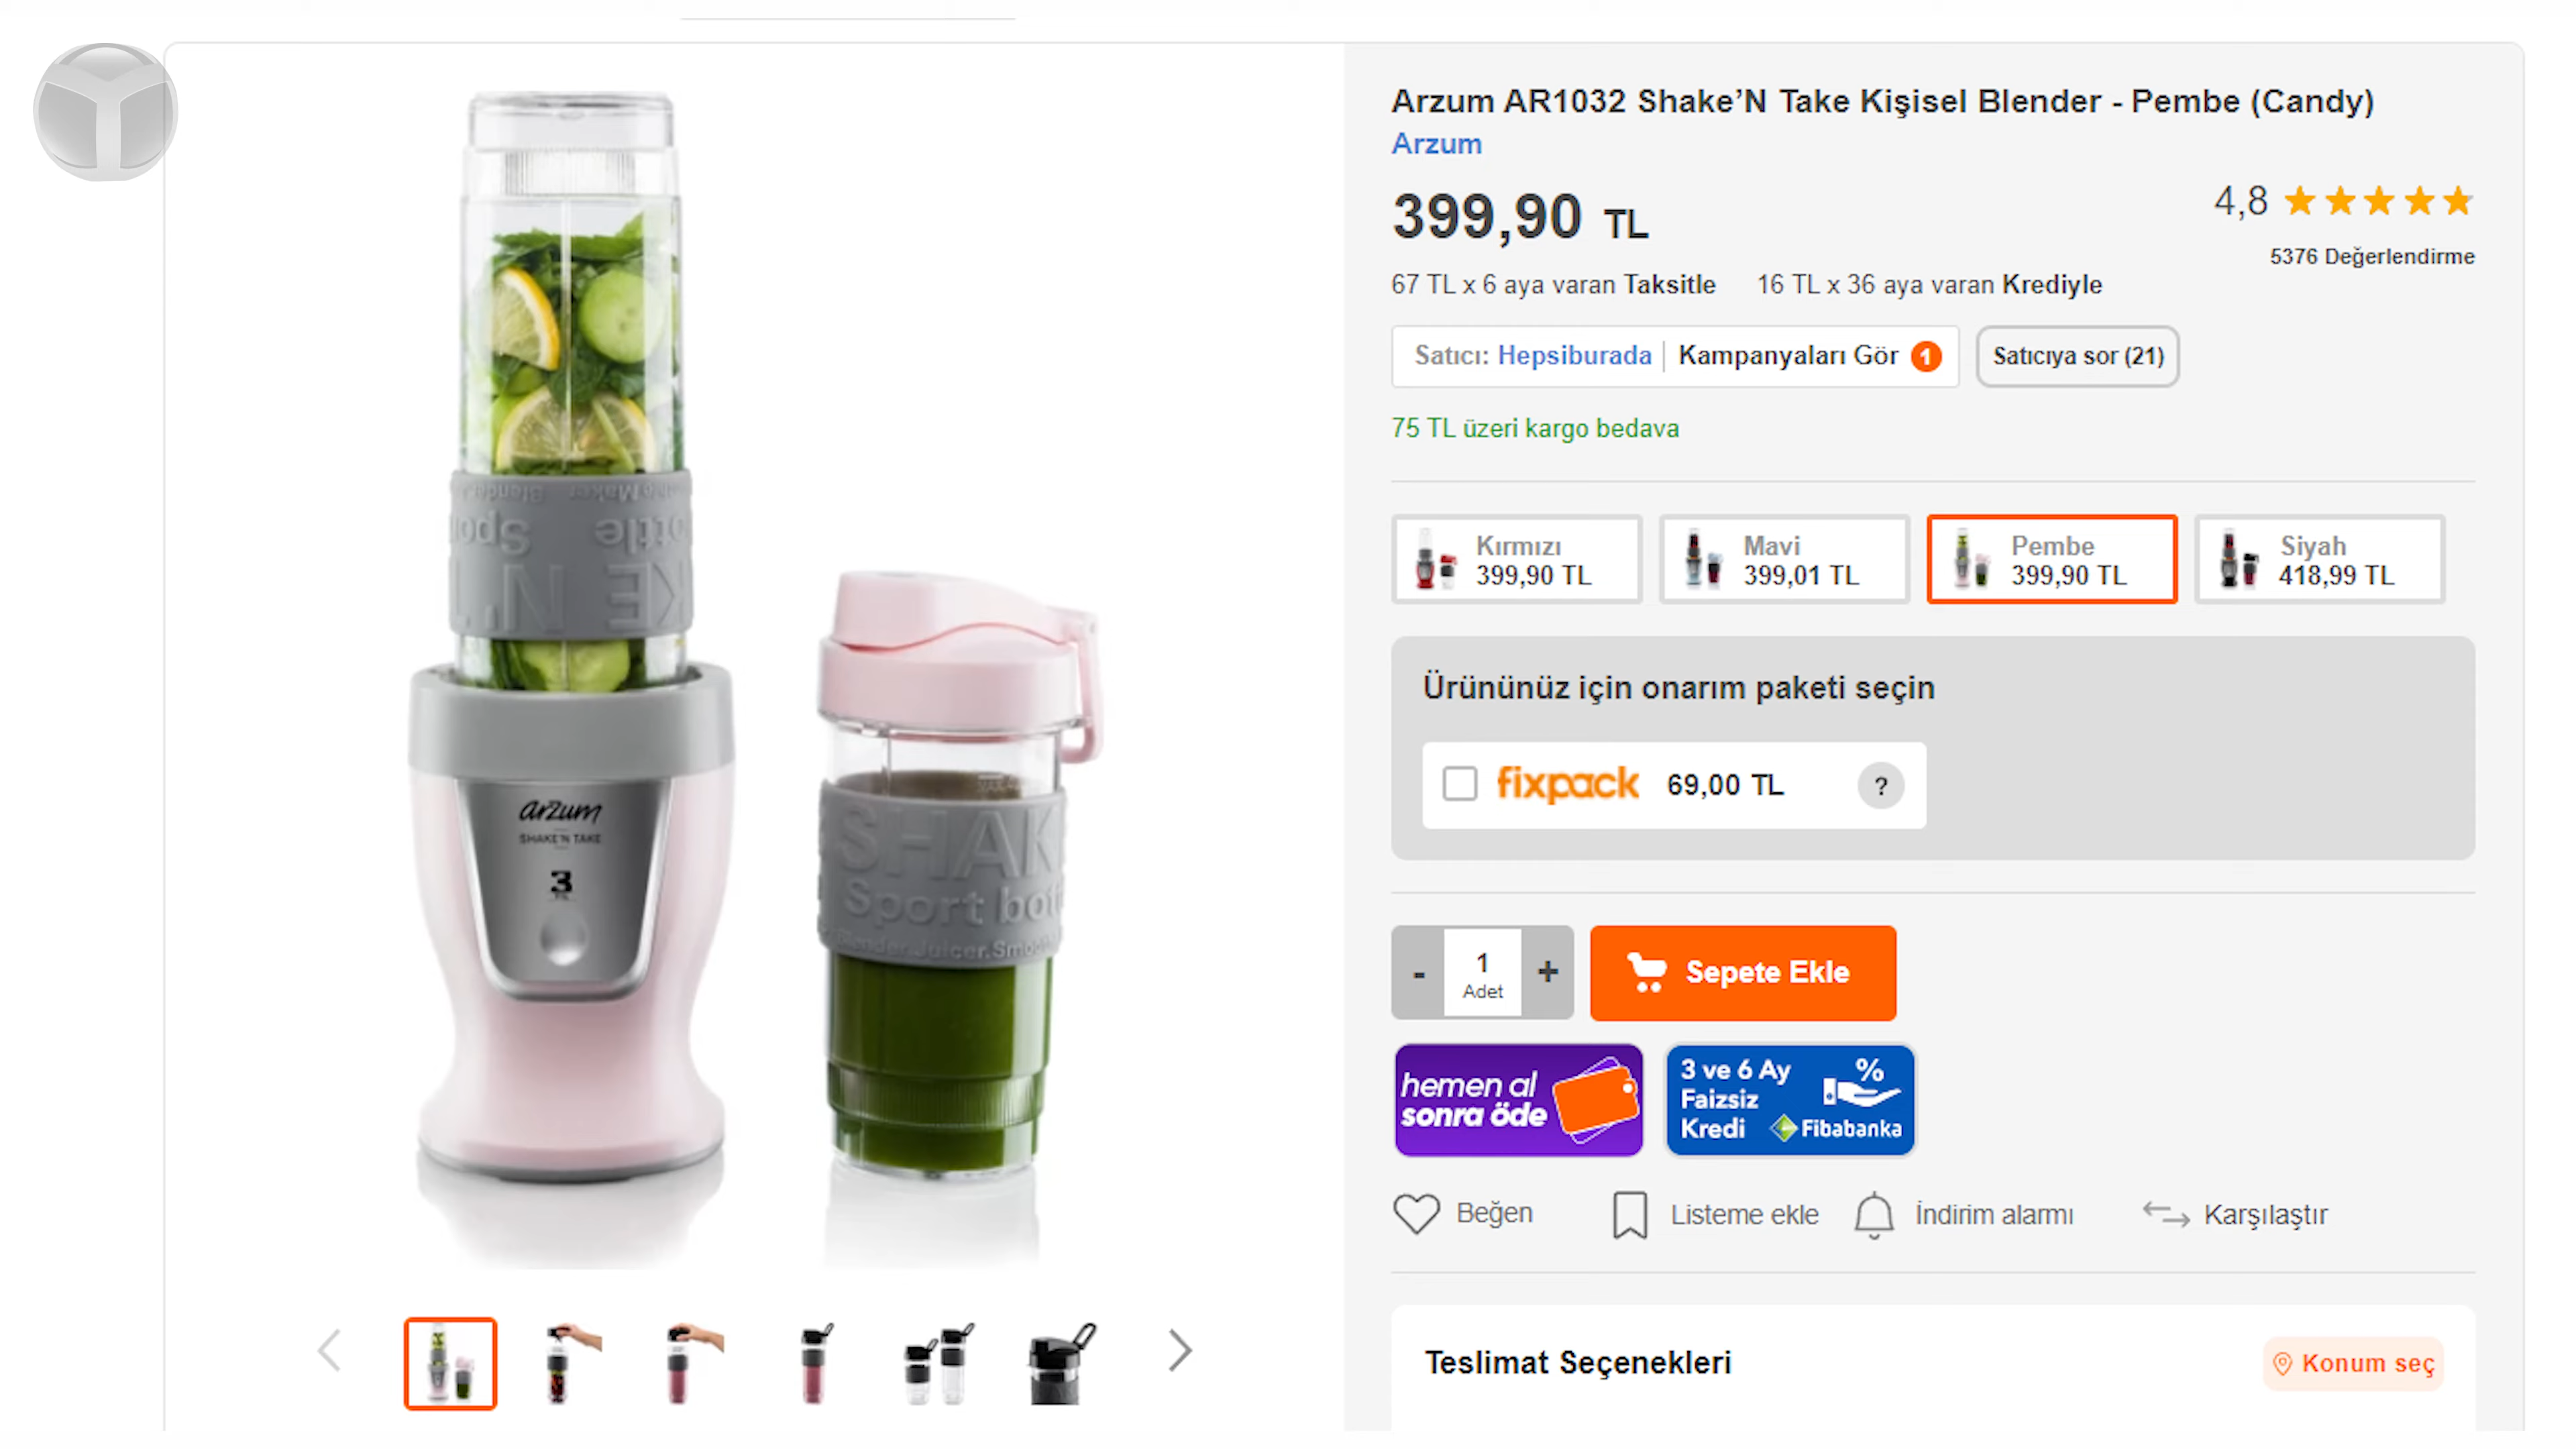 Arzum AR1032 Shake’N Take Kişisel Blender - Pembe (Candy)
Arzum
399,90 TL
4,8
5376 Değerlendirme
67 TL x 6 aya varan Taksitle
16 TL x 36 aya varan Krediyle
Satıcı: Hepsiburada
Kampanyaları Gör 1
Satıcıya sor (21)
75 TL üzeri kargo bedava
Kırmızı
399,90 TL
Mavi
399,01 TL
Pembe
399,90 TL
Siyah
418,99 TL
Ürününüz için onarım paketi seçin
fixpack 69,00 TL ?
- 1 +
Adet
Sepete Ekle
hemen al
sonra öde
3 ve 6 Ay
Faizsiz
Kredi
%
Fibabanka
Beğen
Listeme ekle
İndirim alarmı
Karşılaştır
Teslimat Seçenekleri
Konum seç
arzum
SHAKE'N TAKE
3
SHAK
Sport bott
Blender.Juicer.Smoo